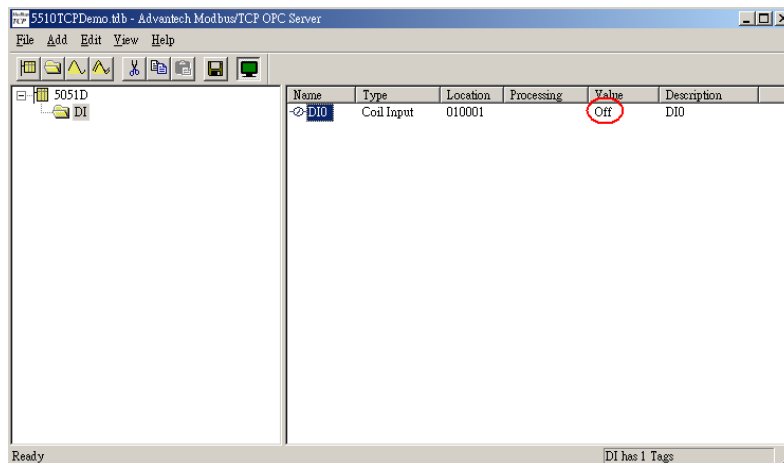 5510TCPDemo.tdb - Advantech Modbus/TCP OPC Server
File Add Edit View Help
5051D
DI
Name Type Location Processing Value Description
DI0 Coil Input 010001 Off DI0
Ready DI has 1 Tags